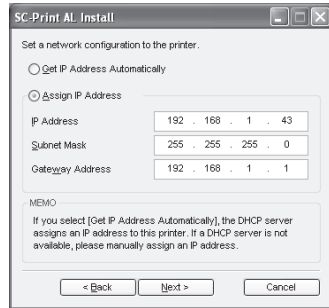 SC-Print AL Install
Set a network configuration to the printer.
Get IP Address Automatically
Assign IP Address
IP Address 192 . 168 . 1 . 43
Subnet Mask 255 . 255 . 255 . 0
Gateway Address 192 . 168 . 1 . 1
MEMO
If you select [Get IP Address Automatically], the DHCP server
assigns an IP address to this printer. If a DHCP server is not
available, please manually assign an IP address.
< Back Next > Cancel